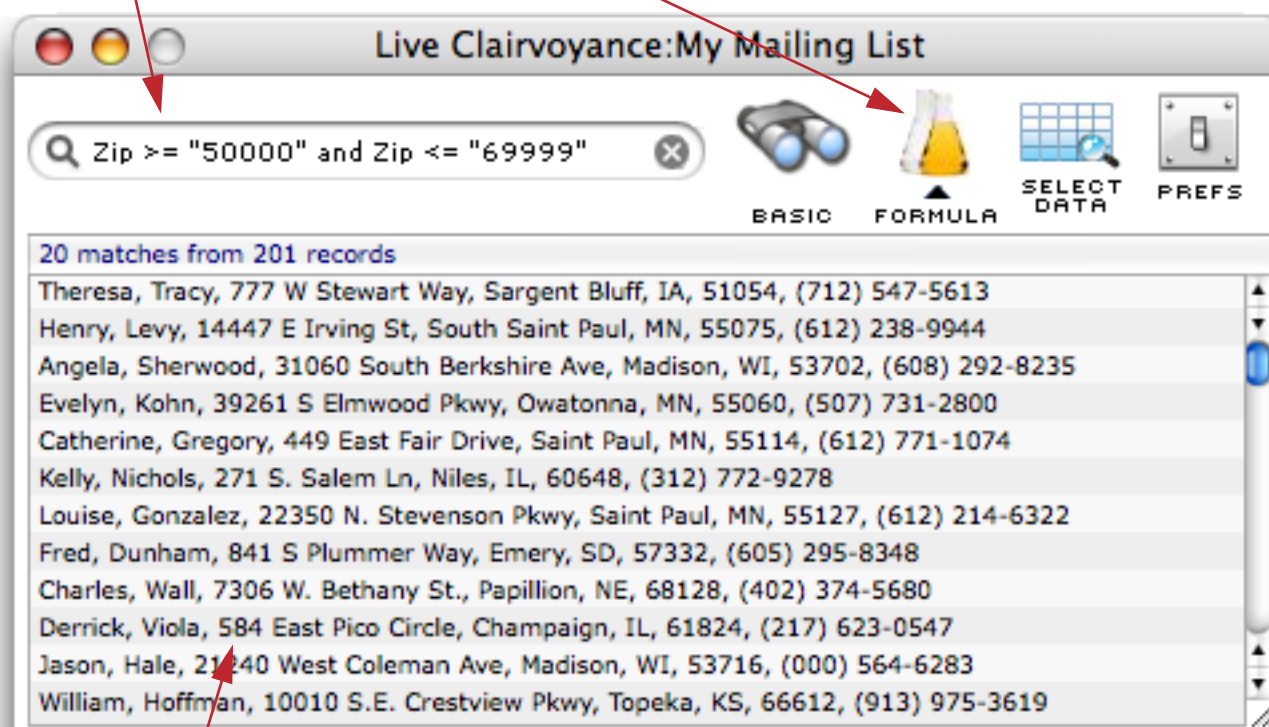 Live Clairvoyance:My Mailing List
Zip >= "50000" and Zip <= "69999"
BASIC
FORMULA
SELECT
DATA
PREFS
20 matches from 201 records
Theresa, Tracy, 777 W Stewart Way, Sargent Bluff, IA, 51054, (712) 547-5613
Henry, Levy, 14447 E Irving St, South Saint Paul, MN, 55075, (612) 238-9944
Angela, Sherwood, 31060 South Berkshire Ave, Madison, WI, 53702, (608) 292-8235
Evelyn, Kohn, 39261 S Elmwood Pkwy, Owatonna, MN, 55060, (507) 731-2800
Catherine, Gregory, 449 East Fair Drive, Saint Paul, MN, 55114, (612) 771-1074
Kelly, Nichols, 271 S. Salem Ln, Niles, IL, 60648, (312) 772-9278
Louise, Gonzalez, 22350 N. Stevenson Pkwy, Saint Paul, MN, 55127, (612) 214-6322
Fred, Dunham, 841 S Plummer Way, Emery, SD, 57332, (605) 295-8348
Charles, Wall, 7306 W. Bethany St., Papillion, NE, 68128, (402) 374-5680
Derrick, Viola, 584 East Pico Circle, Champaign, IL, 61824, (217) 623-0547
Jason, Hale, 21240 West Coleman Ave, Madison, WI, 53716, (000) 564-6283
William, Hoffman, 10010 S.E. Crestview Pkwy, Topeka, KS, 66612, (913) 975-3619